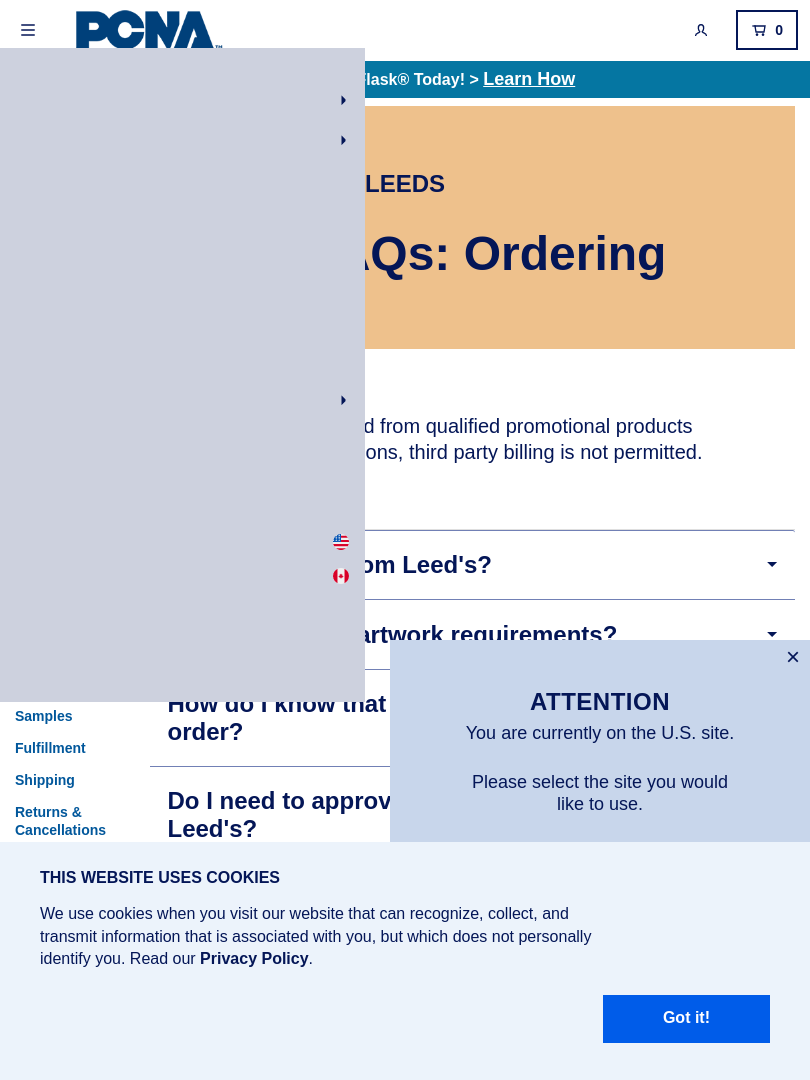 PCNA™
0
Flask® Today! > Learn How
LEEDS
AQs: Ordering
d from qualified promotional products
ons, third party billing is not permitted.
om Leed's?
artwork requirements?
How do I know that
order?
Do I need to approv
Leed's?
Samples
Fulfillment
Shipping
Returns &
Cancellations
×
ATTENTION
You are currently on the U.S. site.
Please select the site you would
like to use.
THIS WEBSITE USES COOKIES
We use cookies when you visit our website that can recognize, collect, and
transmit information that is associated with you, but which does not personally
identify you. Read our Privacy Policy.
Got it!